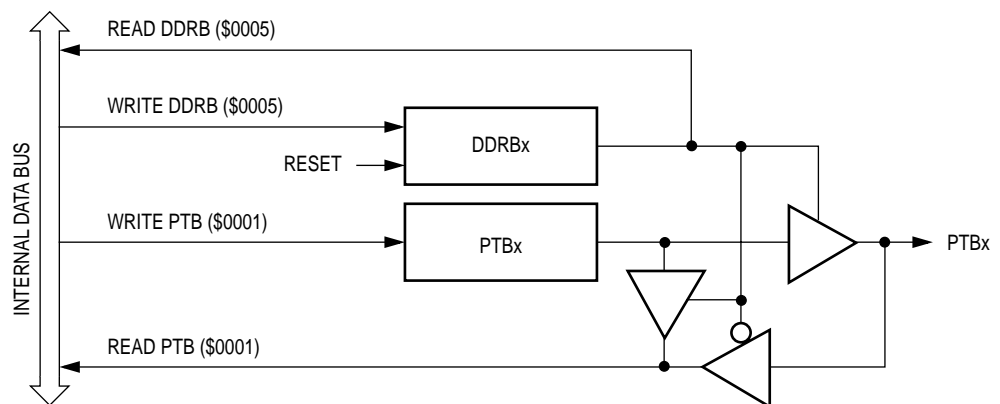 READ DDRB ($0005)
WRITE DDRB ($0005)
DDRBx
RESET
WRITE PTB ($0001)
PTBx
PTBx
READ PTB ($0001)
INTERNAL DATA BUS